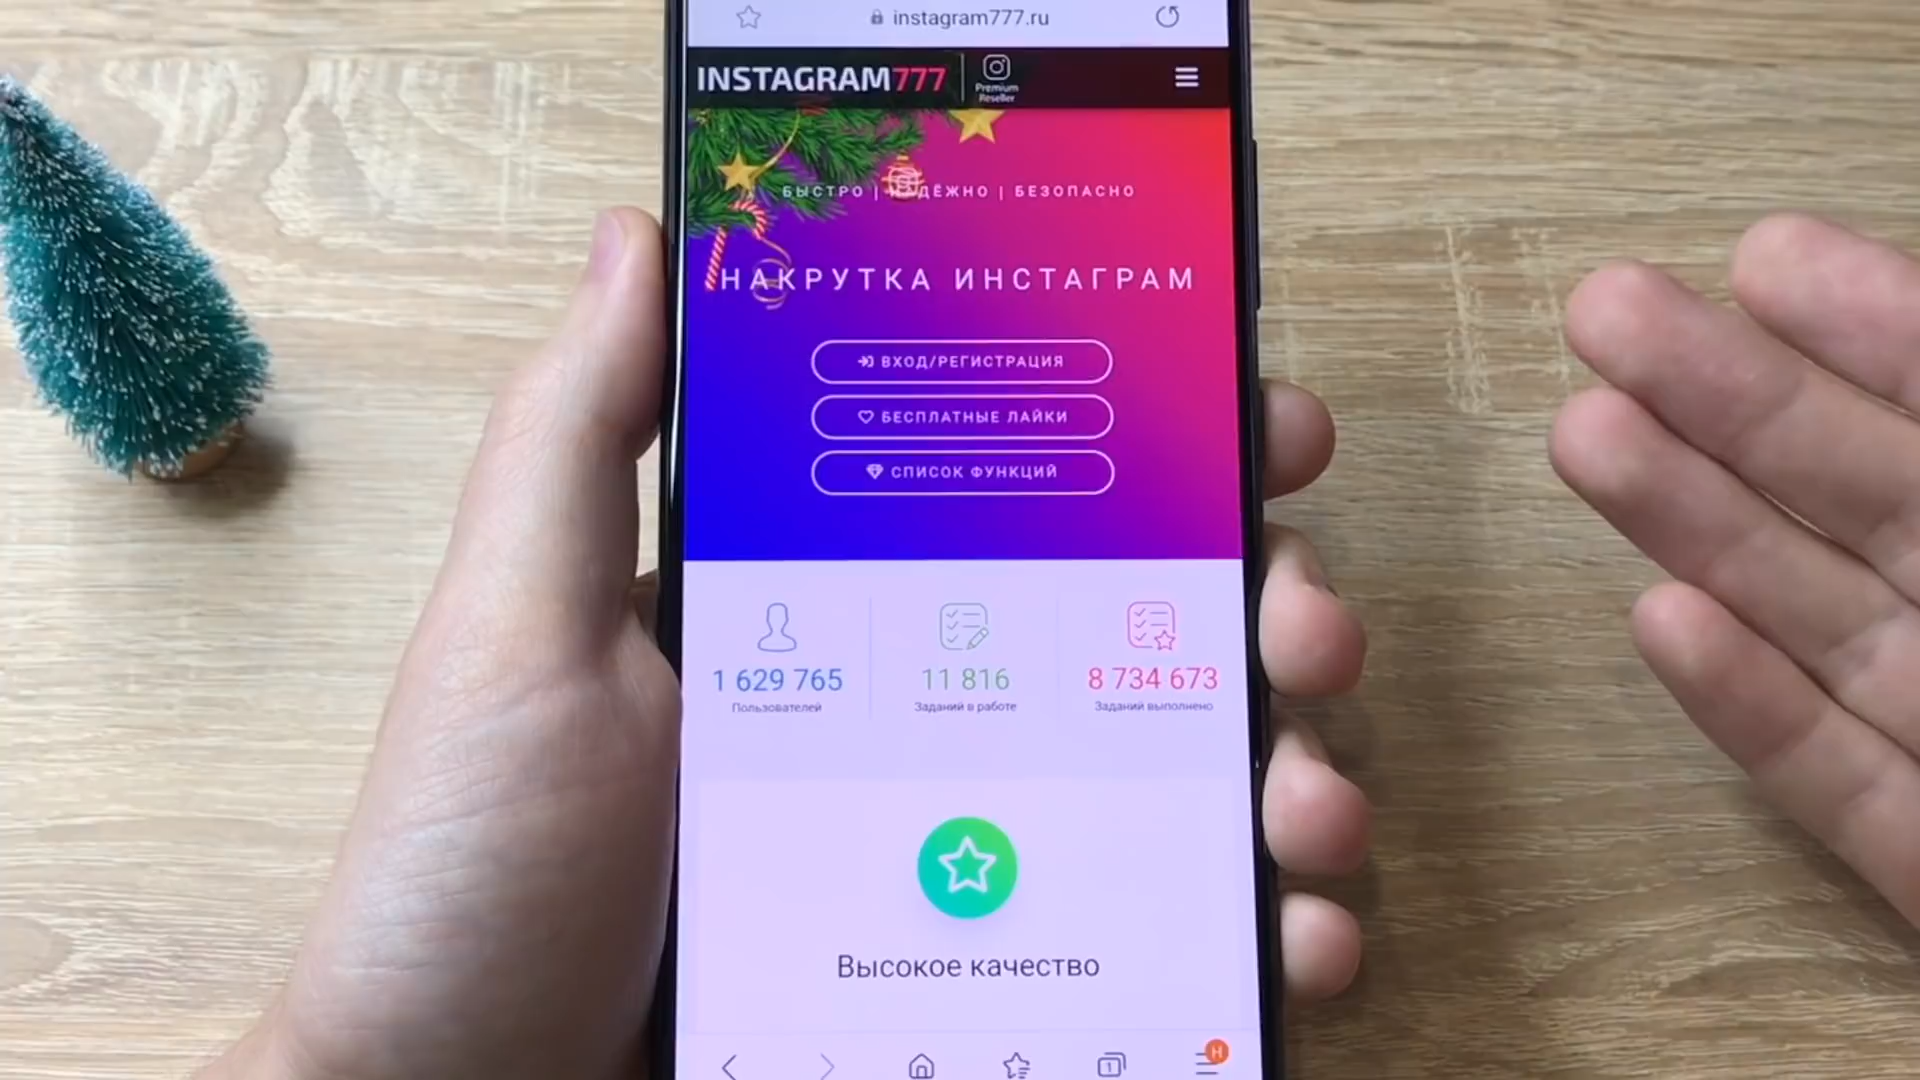 instagram777.ru
INSTAGRAM777
Premium
Reseller
БЫСТРО | НАДЁЖНО | БЕЗОПАСНО
НАКРУТКА ИНСТАГРАМ
ВХОД/РЕГИСТРАЦИЯ
БЕСПЛАТНЫЕ ЛАЙКИ
СПИСОК ФУНКЦИЙ
1 629 765
Пользователей
11 816
Заданий в работе
8 734 673
Заданий выполнено
Высокое качество
1
Н